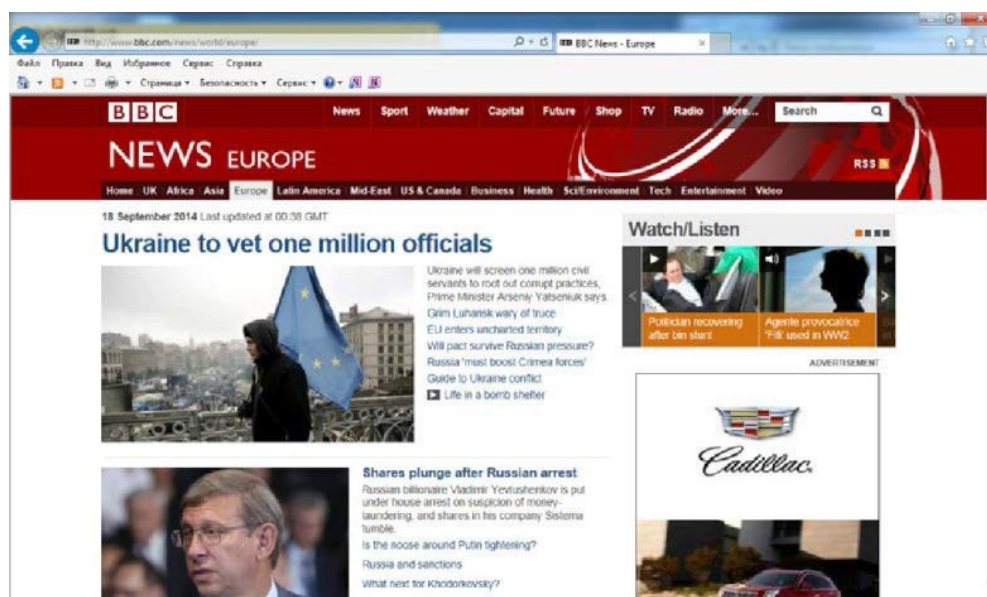 http://www.bbc.com/news/world/europe/
BBC News - Europe
Файл Правка Вид Избранное Сервис Справка
Страница Безопасность Сервис
BBC
News Sport Weather Capital Future Shop TV Radio More... Search
NEWS EUROPE
RSS
Home UK Africa Asia Europe Latin America Mid-East US & Canada Business Health Sci/Environment Tech Entertainment Video
18 September 2014 Last updated at 00:38 GMT
Ukraine to vet one million officials
Ukraine will screen one million civil
servants to root out corrupt practices,
Prime Minister Arseniy Yatseniuk says.
Grim Luhansk wary of truce
EU enters uncharted territory
Will pact survive Russian pressure?
Russia 'must boost Crimea forces'
Guide to Ukraine conflict
Life in a bomb shelter
Watch/Listen
Politician recovering
after bin stunt
Agente provocatrice
'Fifi' used in WW2
ADVERTISEMENT
Cadillac.
Shares plunge after Russian arrest
Russian billionaire Vladimir Yevtushenkov is put
under house arrest on suspicion of money-
laundering, and shares in his company Sistema
tumble.
Is the noose around Putin tightening?
Russia and sanctions
What next for Khodorkovsky?